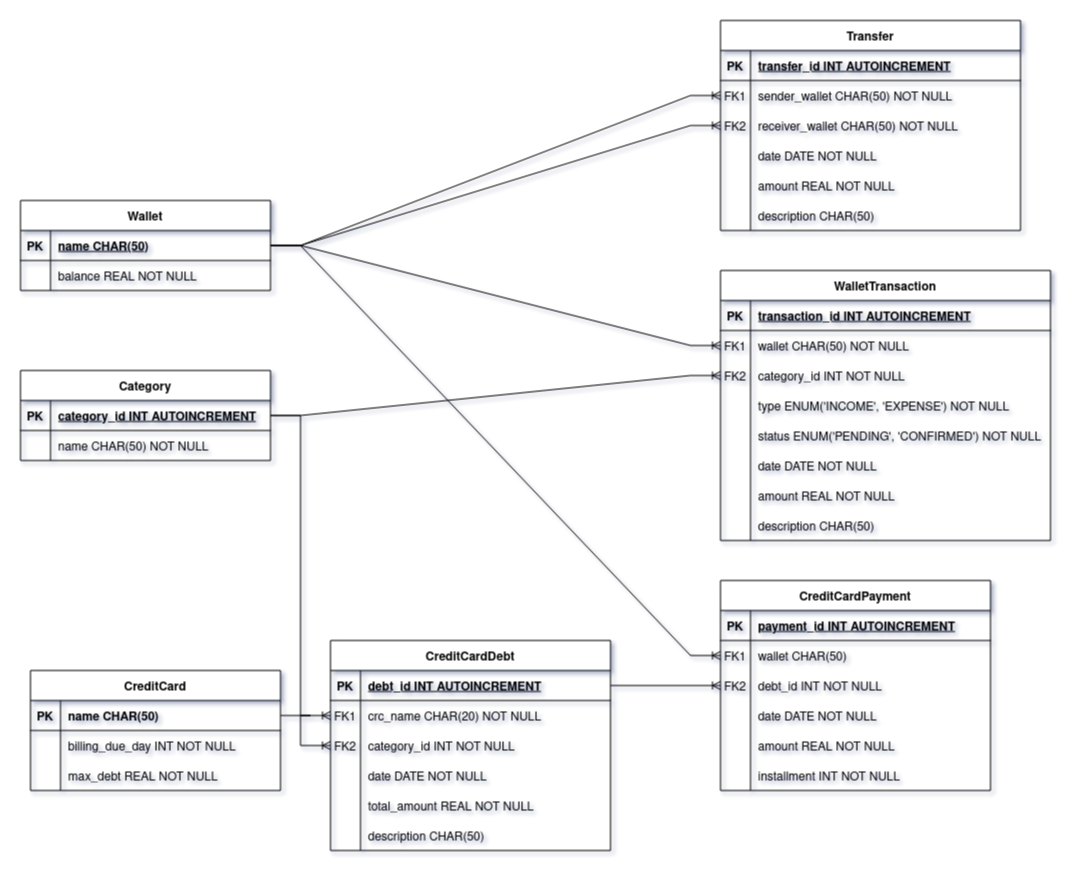 Transfer
PK transfer_id INT AUTOINCREMENT
FK1 sender_wallet CHAR(50) NOT NULL
FK2 receiver_wallet CHAR(50) NOT NULL
date DATE NOT NULL
amount REAL NOT NULL
description CHAR(50)
Wallet
PK name CHAR(50)
balance REAL NOT NULL
WalletTransaction
PK transaction_id INT AUTOINCREMENT
FK1 wallet CHAR(50) NOT NULL
FK2 category_id INT NOT NULL
type ENUM('INCOME', 'EXPENSE') NOT NULL
status ENUM('PENDING', 'CONFIRMED') NOT NULL
date DATE NOT NULL
amount REAL NOT NULL
description CHAR(50)
Category
PK category_id INT AUTOINCREMENT
name CHAR(50) NOT NULL
CreditCardPayment
PK payment_id INT AUTOINCREMENT
FK1 wallet CHAR(50)
FK2 debt_id INT NOT NULL
date DATE NOT NULL
amount REAL NOT NULL
installment INT NOT NULL
CreditCard
PK name CHAR(50)
billing_due_day INT NOT NULL
max_debt REAL NOT NULL
CreditCardDebt
PK debt_id INT AUTOINCREMENT
FK1 crc_name CHAR(20) NOT NULL
FK2 category_id INT NOT NULL
date DATE NOT NULL
total_amount REAL NOT NULL
description CHAR(50)